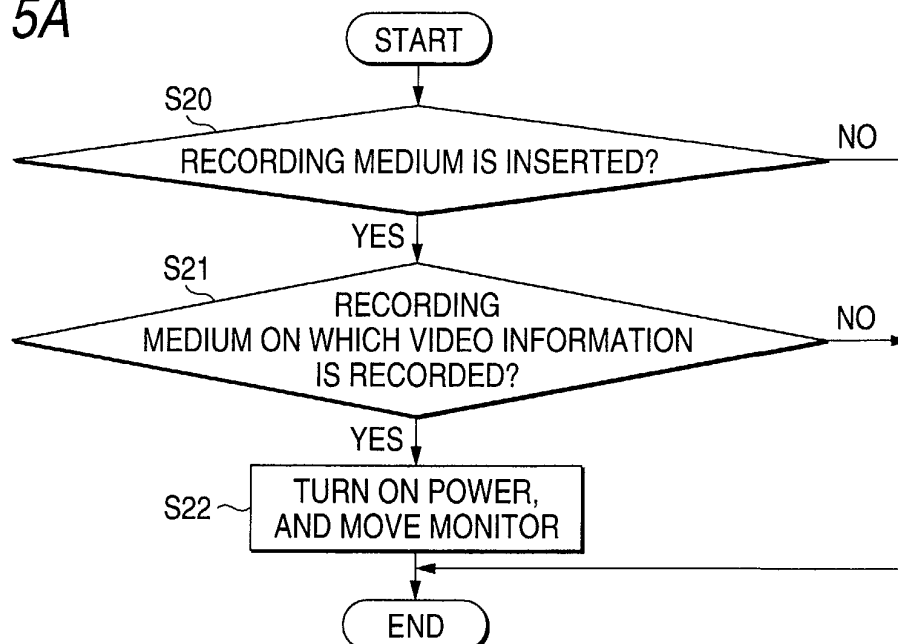 5A
START
S20
RECORDING MEDIUM IS INSERTED?
NO
YES
S21
RECORDING
MEDIUM ON WHICH VIDEO INFORMATION
IS RECORDED?
NO
YES
S22
TURN ON POWER,
AND MOVE MONITOR
END